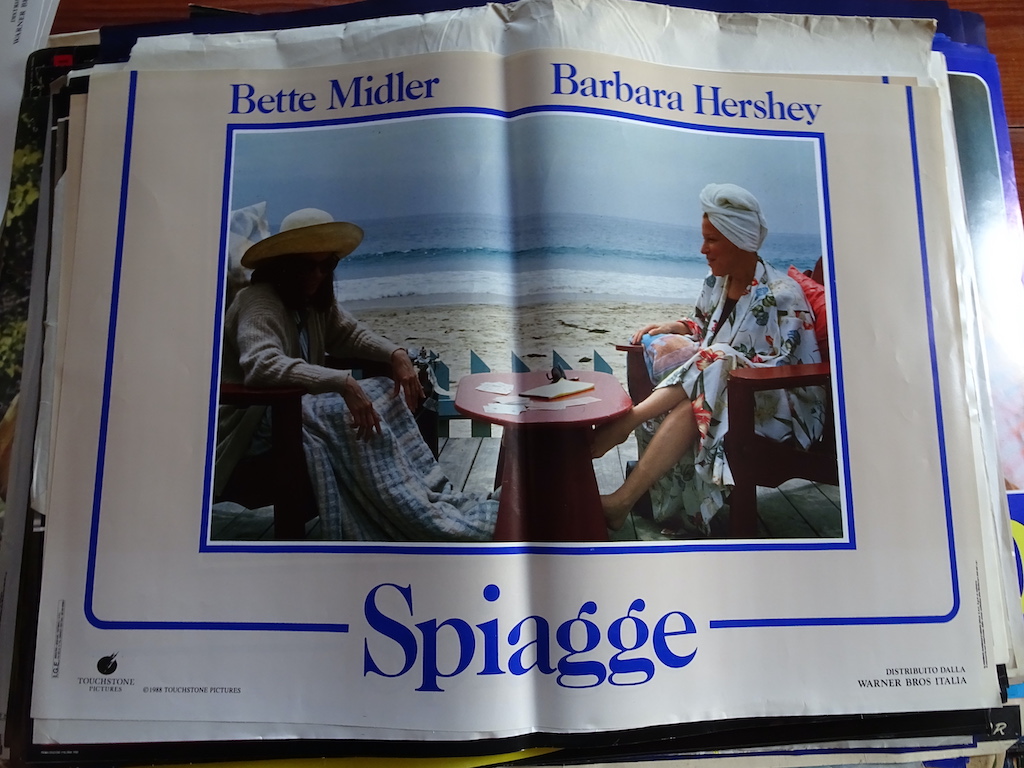 Bette Midler
Barbara Hershey
Spiagge
TOUCHSTONE
PICTURES
©1988 TOUCHSTONE PICTURES
DISTRIBUITO DALLA
WARNER BROS ITALIA
I.G.E.
R